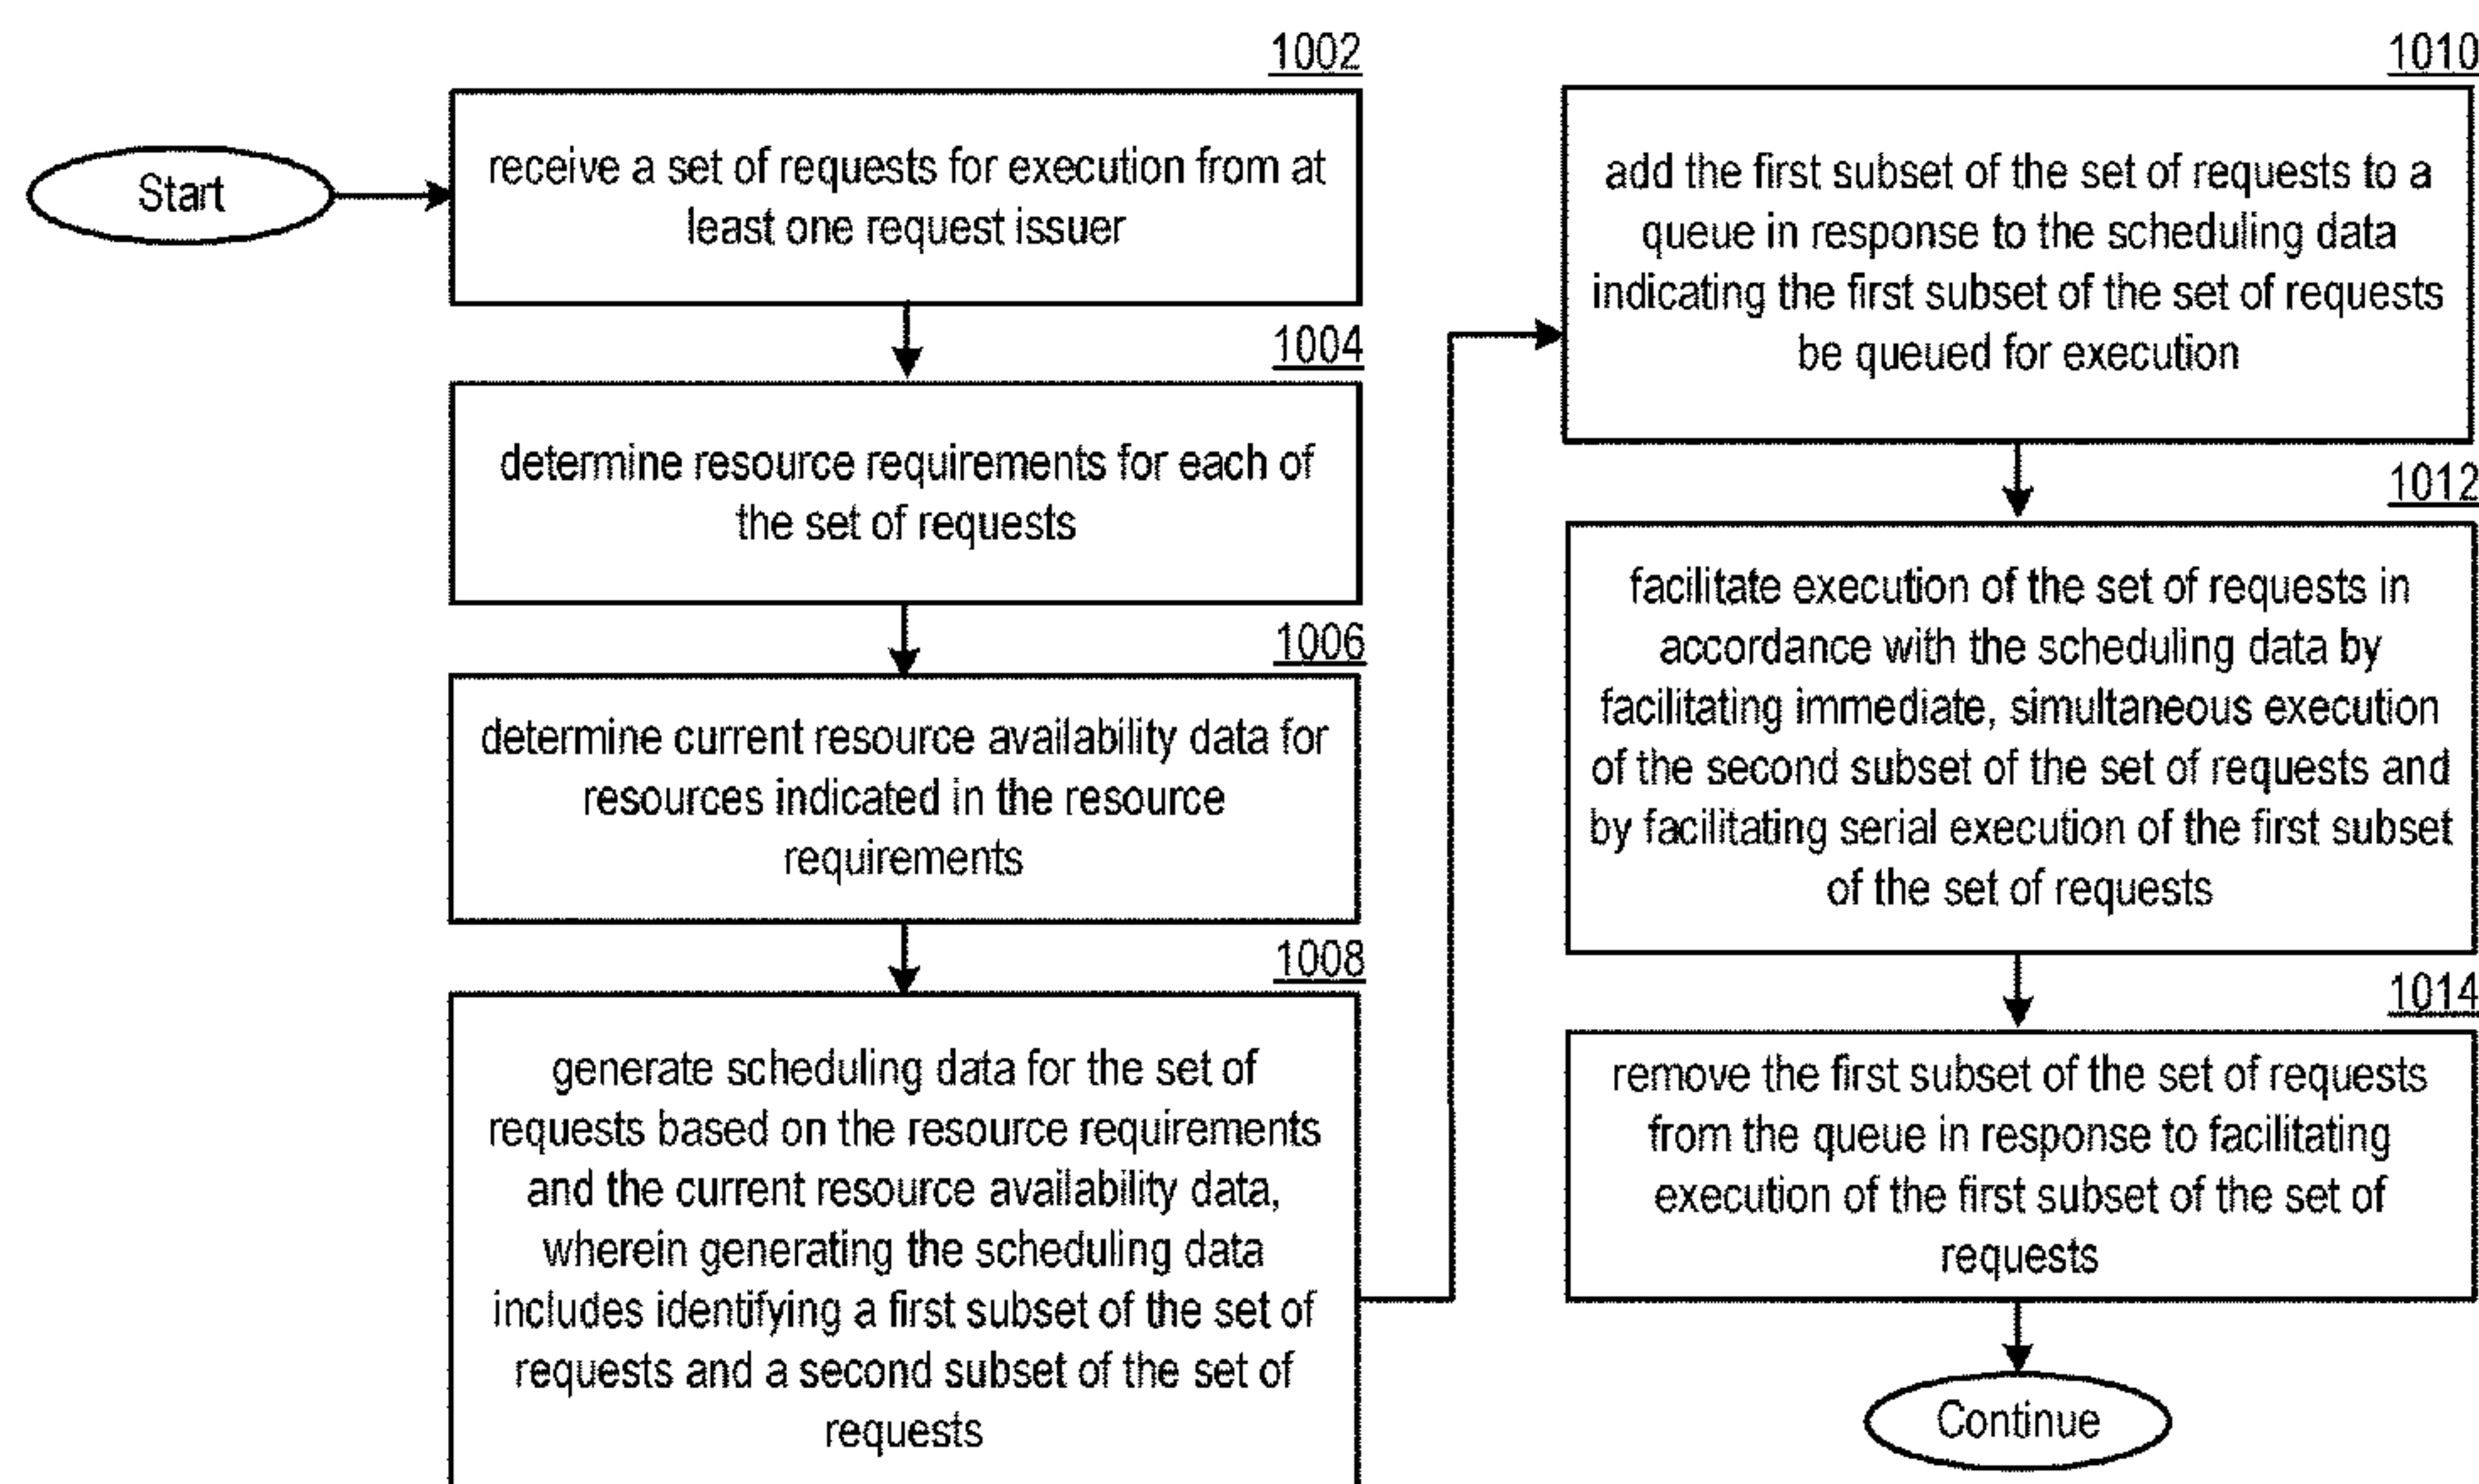 Start
1002
receive a set of requests for execution from at
least one request issuer
1004
determine resource requirements for each of
the set of requests
1006
determine current resource availability data for
resources indicated in the resource
requirements
1008
generate scheduling data for the set of
requests based on the resource requirements
and the current resource availability data,
wherein generating the scheduling data
includes identifying a first subset of the set of
requests and a second subset of the set of
requests
1010
add the first subset of the set of requests to a
queue in response to the scheduling data
indicating the first subset of the set of requests
be queued for execution
1012
facilitate execution of the set of requests in
accordance with the scheduling data by
facilitating immediate, simultaneous execution
of the second subset of the set of requests and
by facilitating serial execution of the first subset
of the set of requests
1014
remove the first subset of the set of requests
from the queue in response to facilitating
execution of the first subset of the set of
requests
Continue